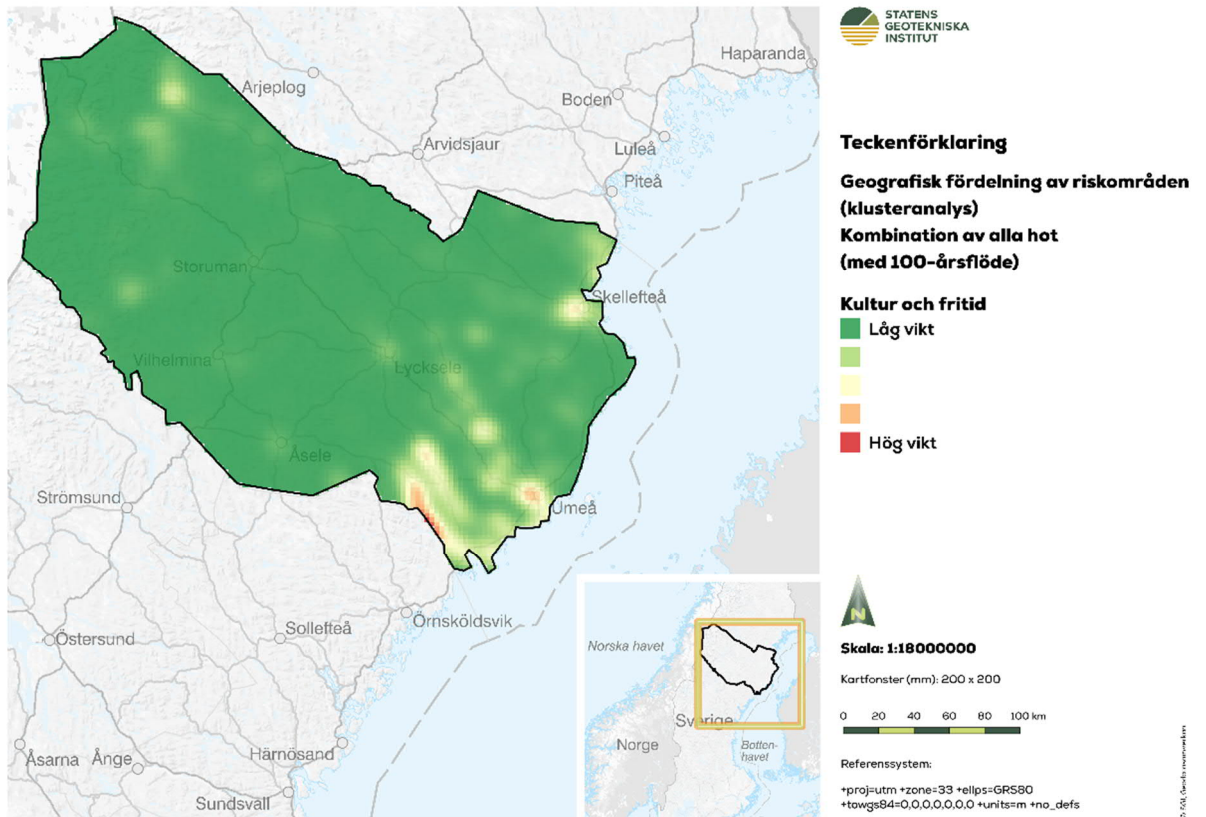 STATENS
GEOTEKNISKA
INSTITUT
Haparanda
Arjeplog
Boden
Arvidsjaur
Luleå
Piteå
Storuman
Skellefteå
Vilhelmina
Lycksele
Åsele
Strömsund
Umeå
Örnsköldsvik
Sollefteå
Östersund
Härnösand
Åsarna
Ånge
Sundsvall
Norska havet
Sverige
Norge
Botten-
havet
Teckenförklaring
Geografisk fördelning av riskområden
(klusteranalys)
Kombination av alla hot
(med 100-årsflöde)
Kultur och fritid
Låg vikt
Hög vikt
N
Skala: 1:18000000
Kartfonster (mm): 200 x 200
0 20 40 60 80 100 km
Referenssystem:
+proj=utm +zone=33 +ellps=GRS80
+towgs84=0,0,0,0,0,0,0 +units=m +no_defs